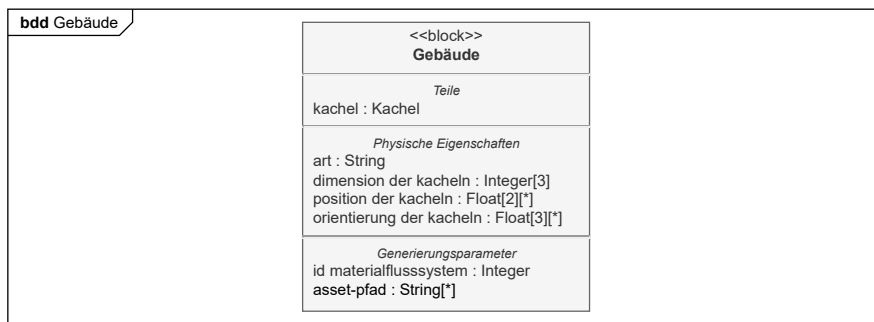 bdd Gebäude
<<block>>
Gebäude
Teile
kachel : Kachel
Physische Eigenschaften
art : String
dimension der kacheln : Integer[3]
position der kacheln : Float[2][*]
orientierung der kacheln : Float[3][*]
Generierungsparameter
id materialflusssystem : Integer
asset-pfad : String[*]